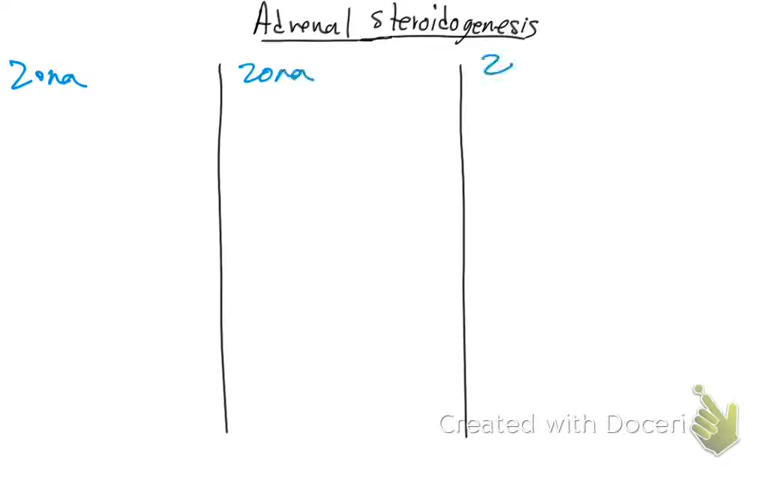 Adrenal steroidogenesis
Zona Zona Z
Created with Doceri